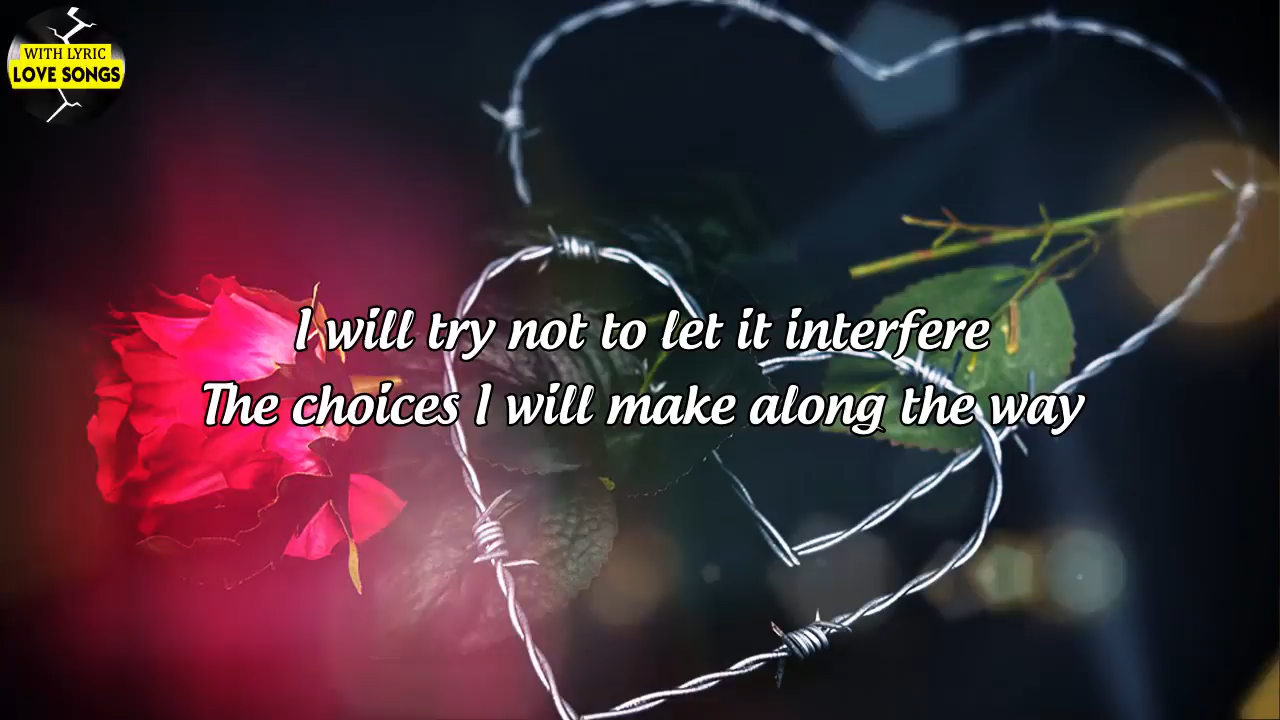 WITH LYRIC
LOVE SONGS
I will try not to let it interfere
The choices I will make along the way